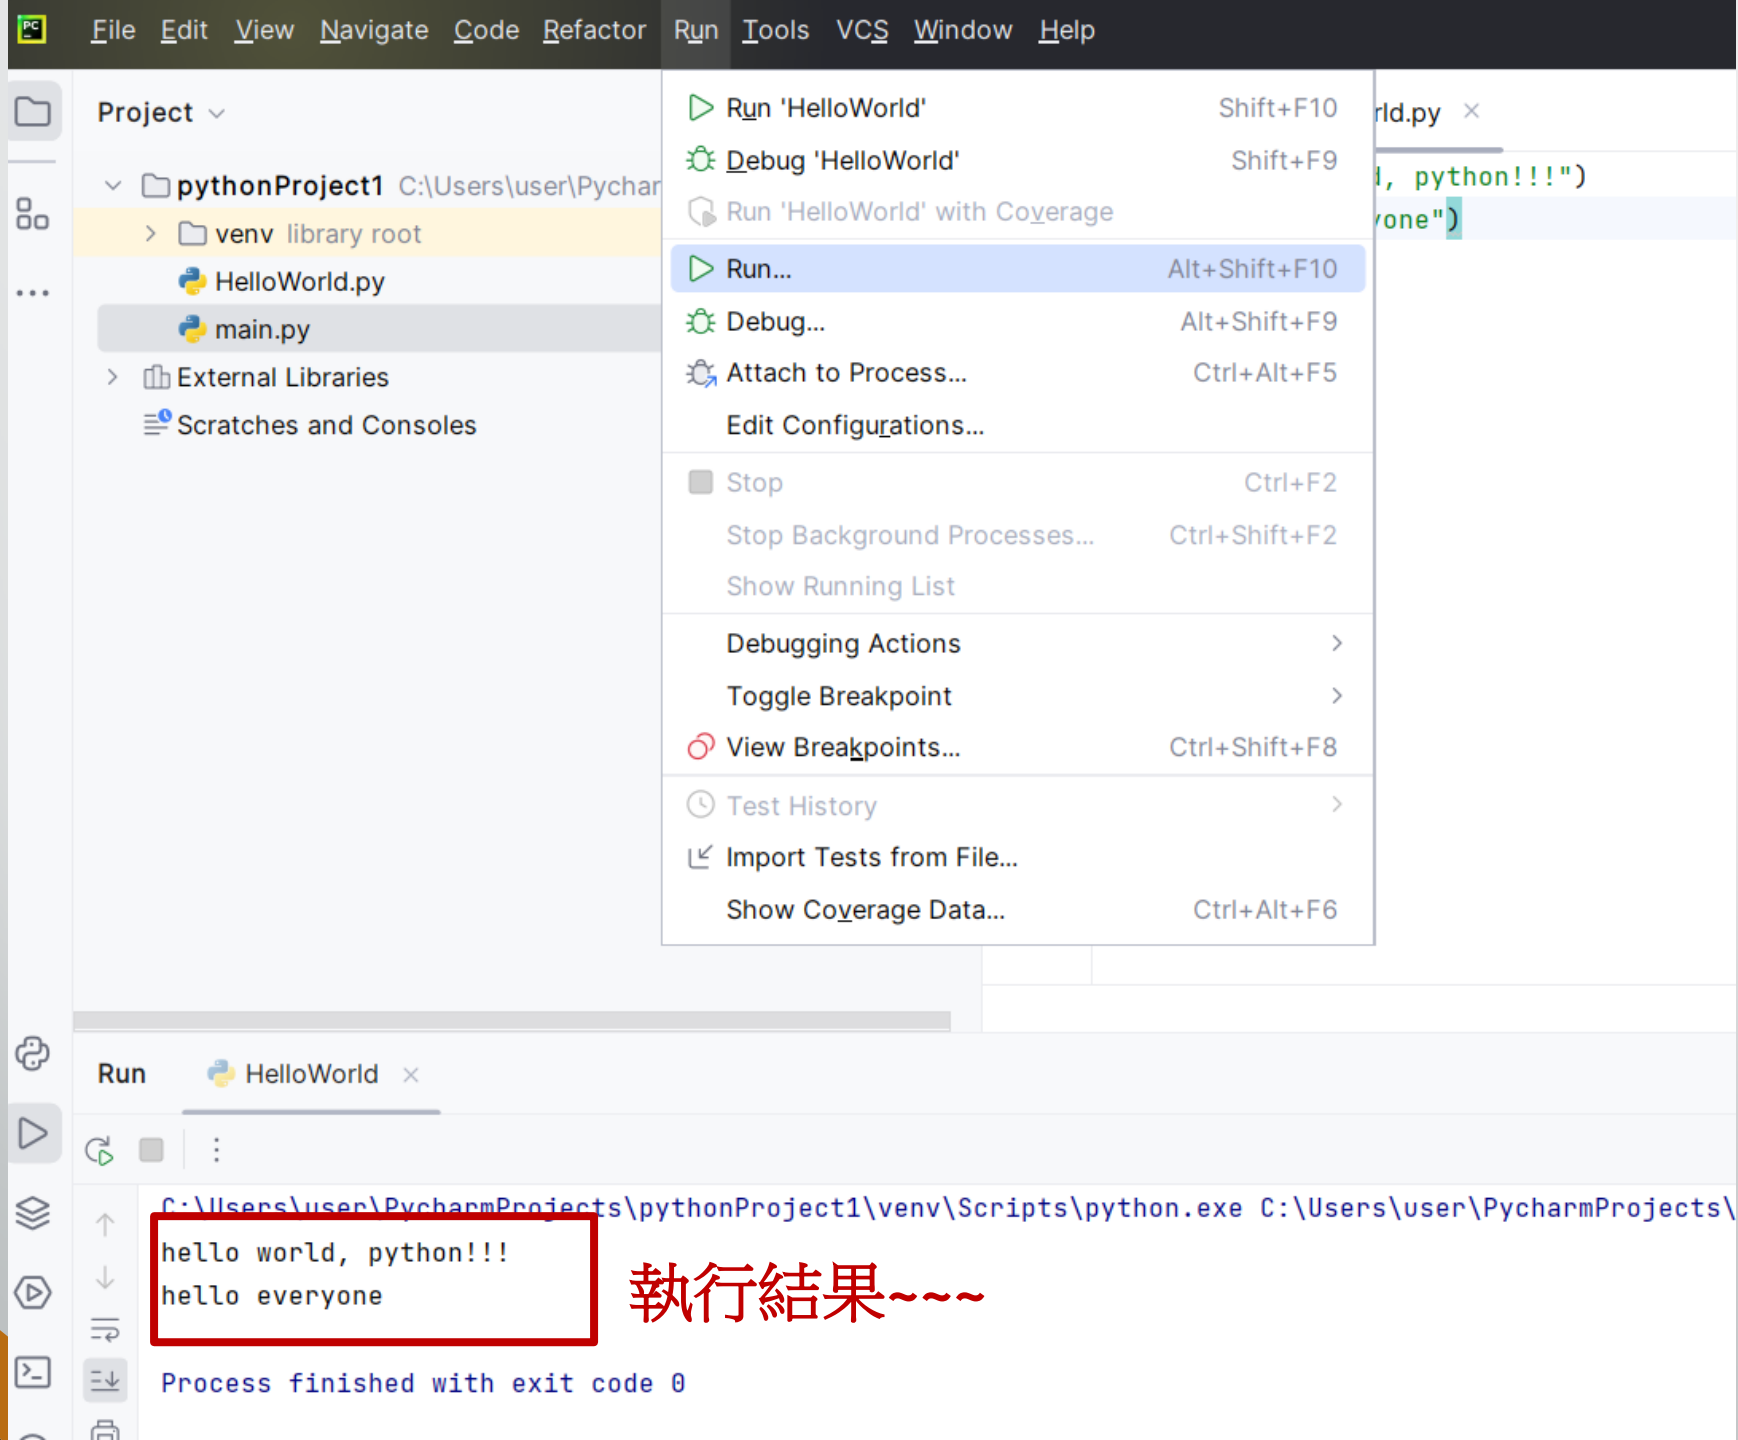 PC File Edit View Navigate Code Refactor Run Tools VCS Window Help
Project
pythonProject1 C:\Users\user\Pychar
venv library root
HelloWorld.py
main.py
External Libraries
Scratches and Consoles
Run 'HelloWorld' Shift+F10
Debug 'HelloWorld' Shift+F9
Run 'HelloWorld' with Coverage
Run... Alt+Shift+F10
Debug... Alt+Shift+F9
Attach to Process... Ctrl+Alt+F5
Edit Configurations...
Stop Ctrl+F2
Stop Background Processes... Ctrl+Shift+F2
Show Running List
Debugging Actions
Toggle Breakpoint
View Breakpoints... Ctrl+Shift+F8
Test History
Import Tests from File...
Show Coverage Data... Ctrl+Alt+F6
rld.py
, python!!!")
yone")
Run HelloWorld
C:\Users\user\PycharmProjects\pythonProject1\venv\Scripts\python.exe C:\Users\user\PycharmProjects\
hello world, python!!!
hello everyone
執行結果~~~
Process finished with exit code 0